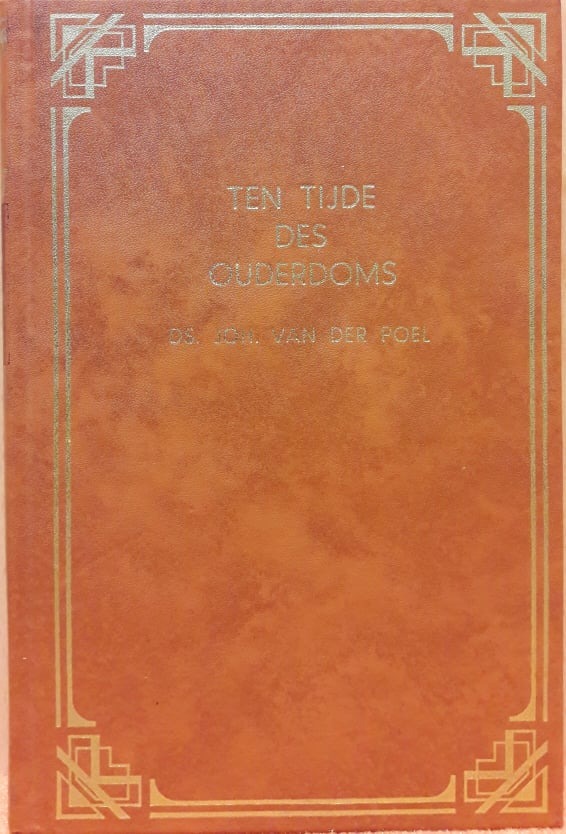 TEN TIJDE
DES
OUDERDOMS
DS. JOH. VAN DER POEL